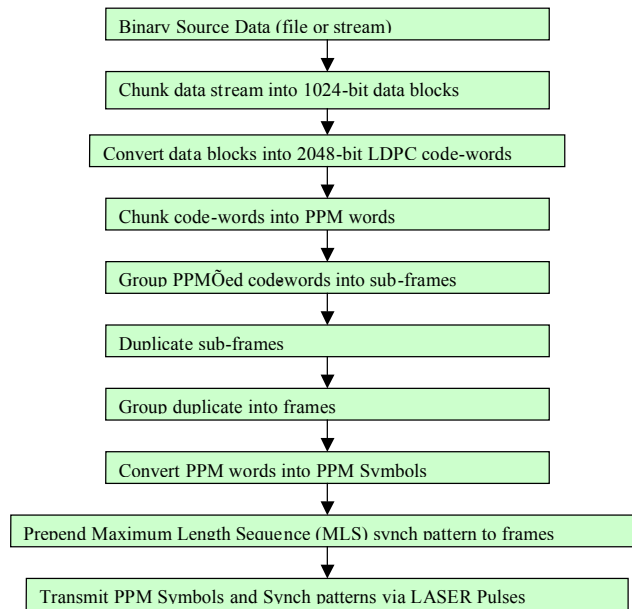 Binary Source Data (file or stream)
Chunk data stream into 1024-bit data blocks
Convert data blocks into 2048-bit LDPC code-words
Chunk code-words into PPM words
Group PPMÕed codewords into sub-frames
Duplicate sub-frames
Group duplicate into frames
Convert PPM words into PPM Symbols
Prepend Maximum Length Sequence (MLS) synch pattern to frames
Transmit PPM Symbols and Synch patterns via LASER Pulses